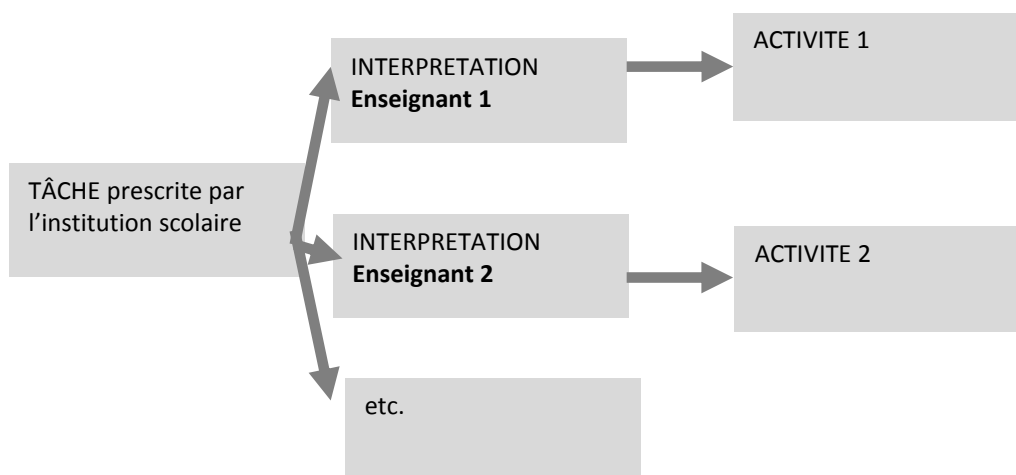 TÂCHE prescrite par
l’institution scolaire
INTERPRETATION
Enseignant 1
ACTIVITE 1
INTERPRETATION
Enseignant 2
ACTIVITE 2
etc.